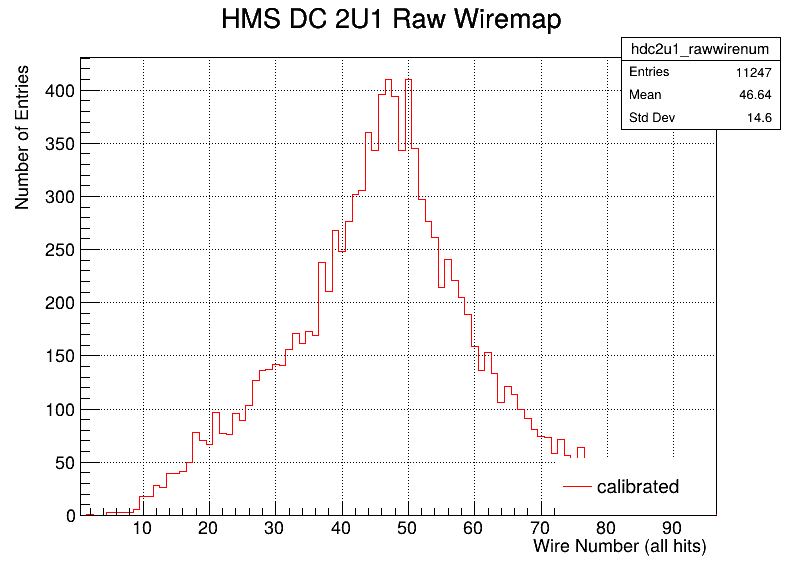 HMS DC 2U1 Raw Wiremap
hdc2u1_rawwirenum
Entries 11247
Mean 46.64
Std Dev 14.6
Number of Entries
400
350
300
250
200
150
100
50
0
calibrated
10 20 30 40 50 60 70 80 90
Wire Number (all hits)